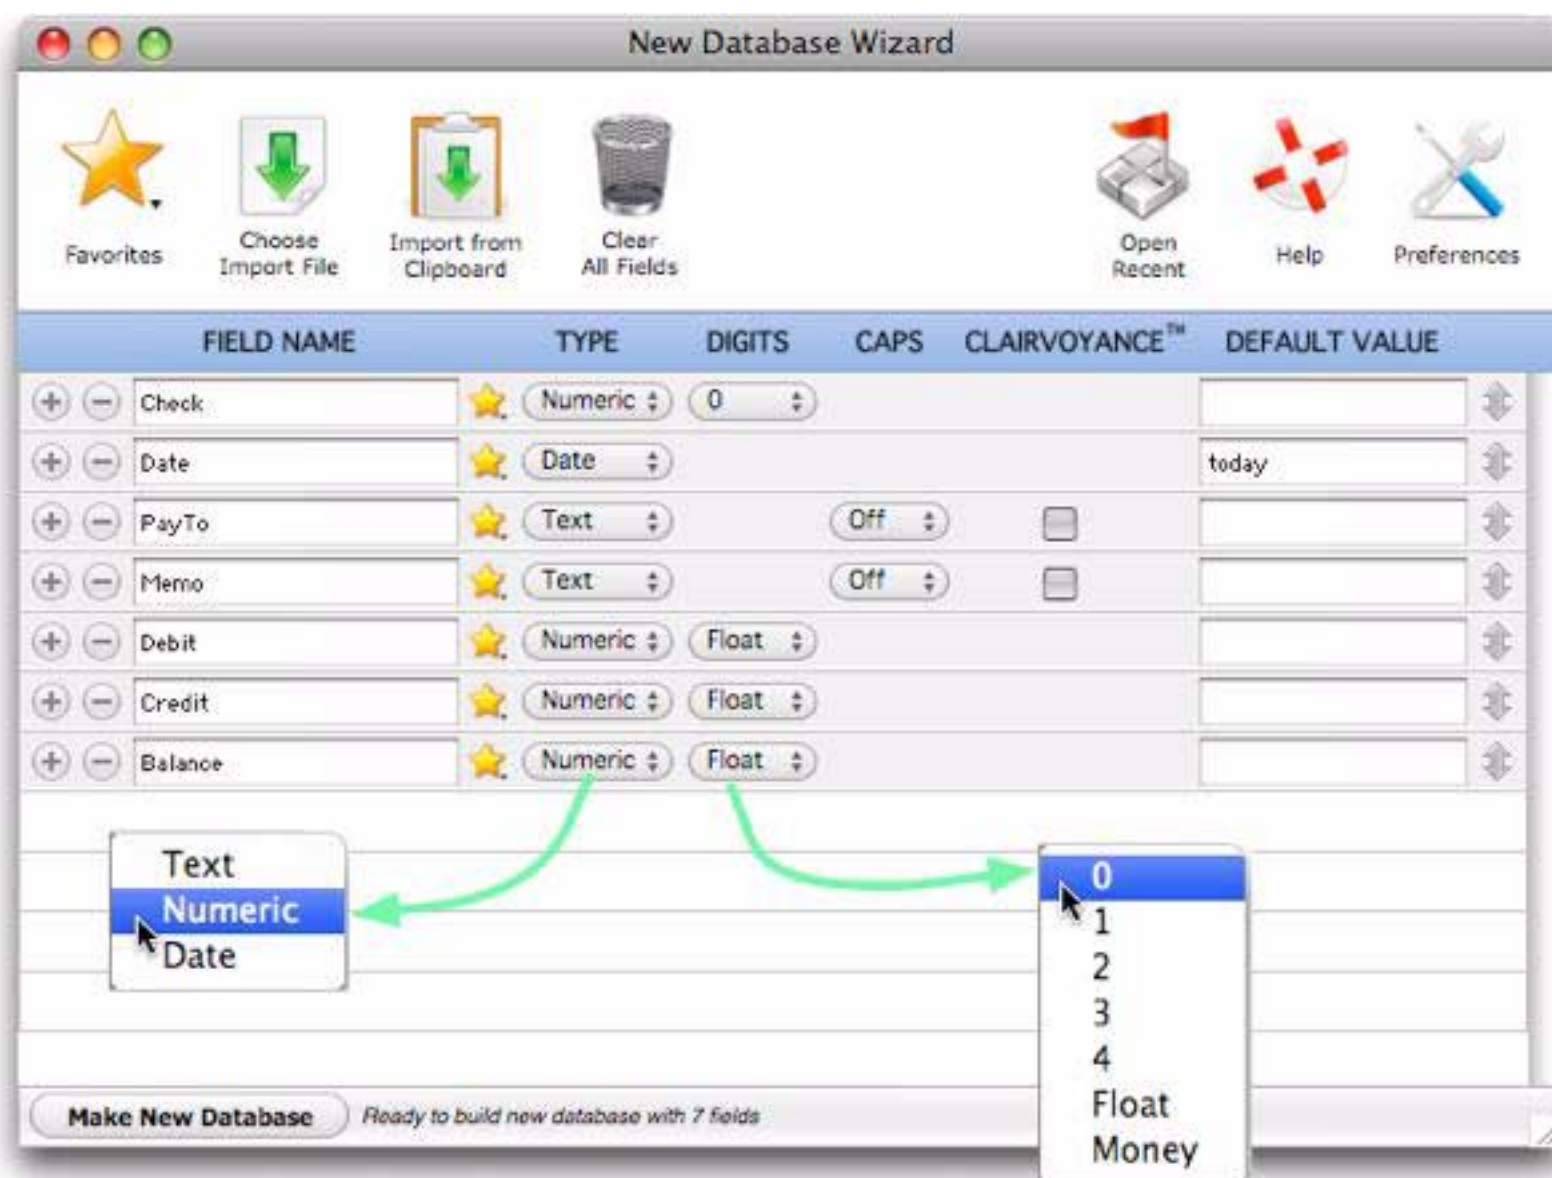 New Database Wizard
Favorites
Choose
Import File
Import from
Clipboard
Clear
All Fields
Open
Recent
Help
Preferences
FIELD NAME TYPE DIGITS CAPS CLAIRVOYANCE™ DEFAULT VALUE
Check Numeric 0
Date Date today
PayTo Text Off
Memo Text Off
Debit Numeric Float
Credit Numeric Float
Balance Numeric Float
Text
Numeric
Date
0
1
2
3
4
Float
Money
Make New Database Ready to build new database with 7 fields